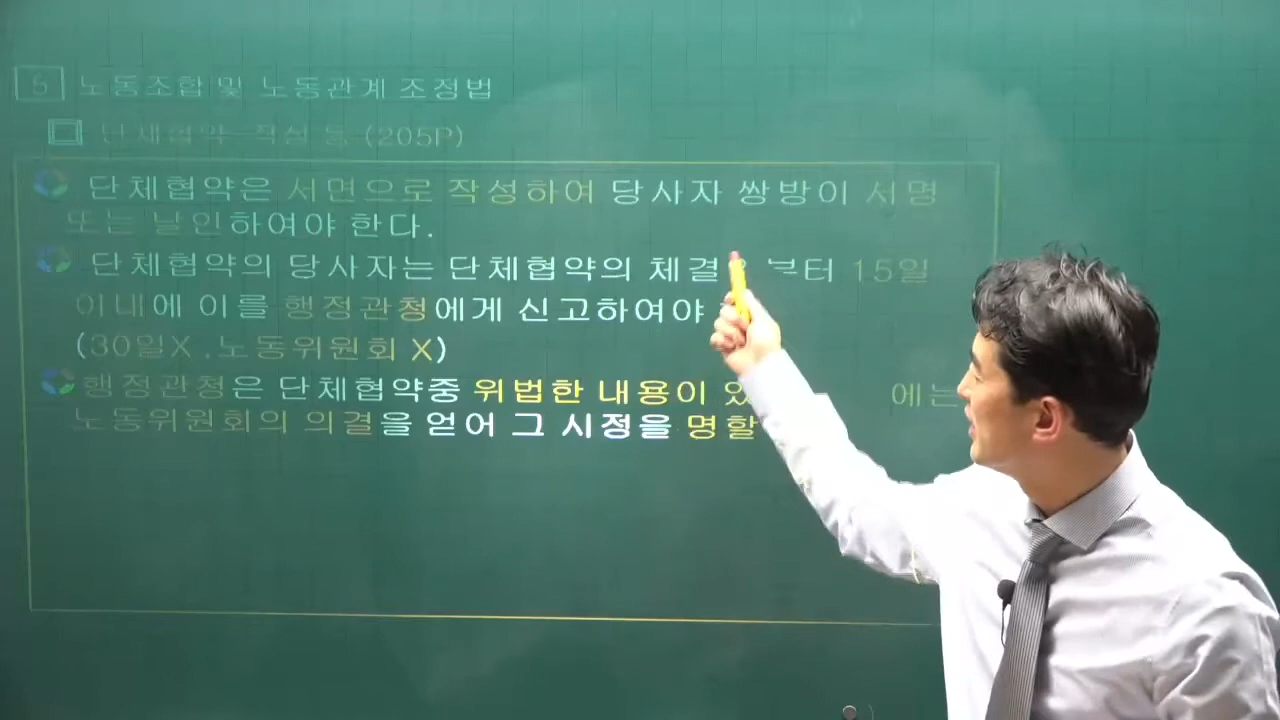 5 노동조합 및 노동관계 조정법
단체협약 작성 등 (205P)
단체협약은 서면으로 작성하여 당사자 쌍방이 서명
또는 날인하여야 한다.
단체협약의 당사자는 단체협약의 체결 부터 15일
이내에 이를 행정관청에게 신고하여야
(30일X .노동위원회 X)
행정관청은 단체협약중 위법한 내용이 에는
노동위원회의 의결을 얻어 그 시정을 명할